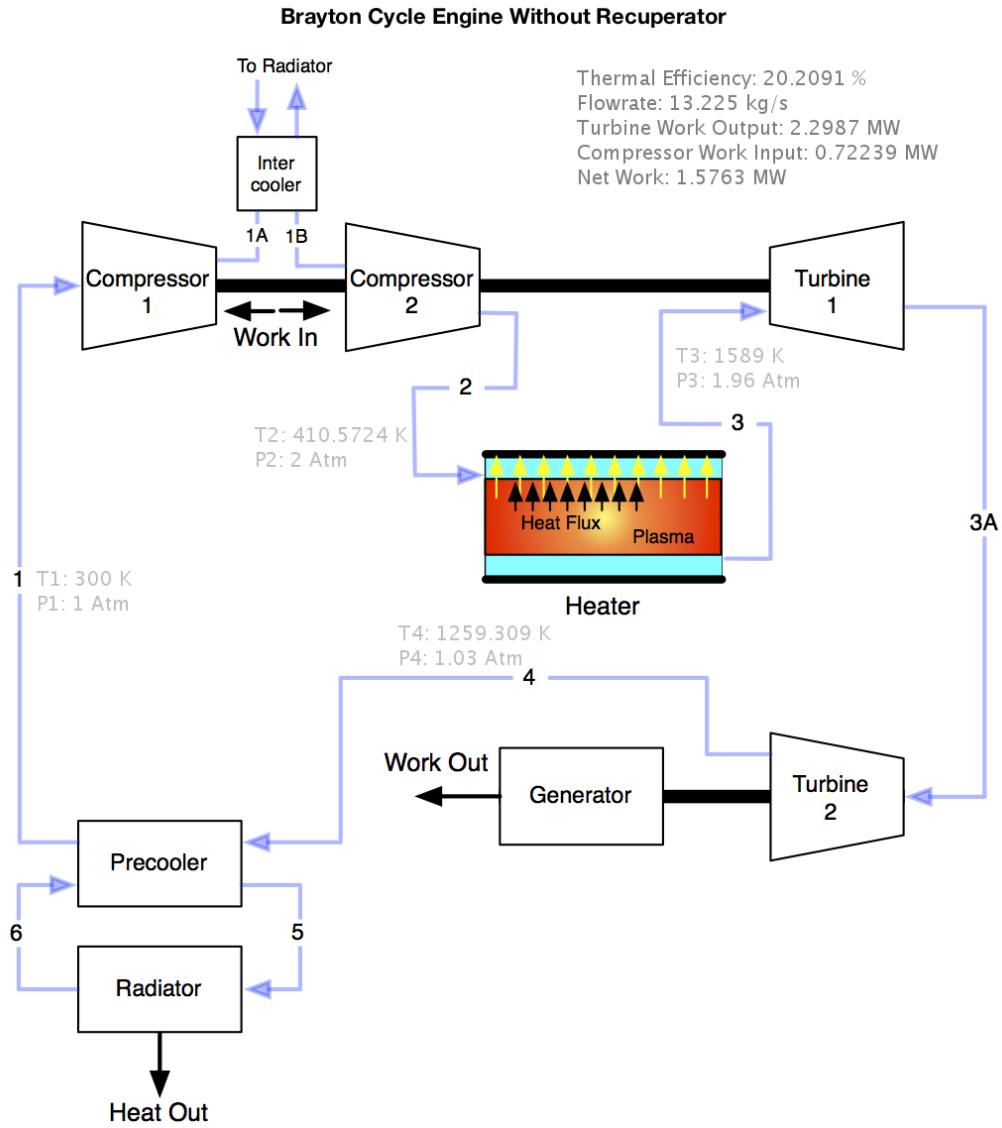 Brayton Cycle Engine Without Recuperator
To Radiator
Thermal Efficiency: 20.2091 %
Flowrate: 13.225 kg/s
Turbine Work Output: 2.2987 MW
Compressor Work Input: 0.72239 MW
Net Work: 1.5763 MW
Inter
cooler
1A
1B
Compressor
1
Compressor
2
Turbine
1
Work In
T3: 1589 K
P3: 1.96 Atm
2
3
T2: 410.5724 K
P2: 2 Atm
Heat Flux
Plasma
3A
Heater
1
T1: 300 K
P1: 1 Atm
T4: 1259.309 K
P4: 1.03 Atm
4
Work Out
Generator
Turbine
2
Precooler
6
5
Radiator
Heat Out